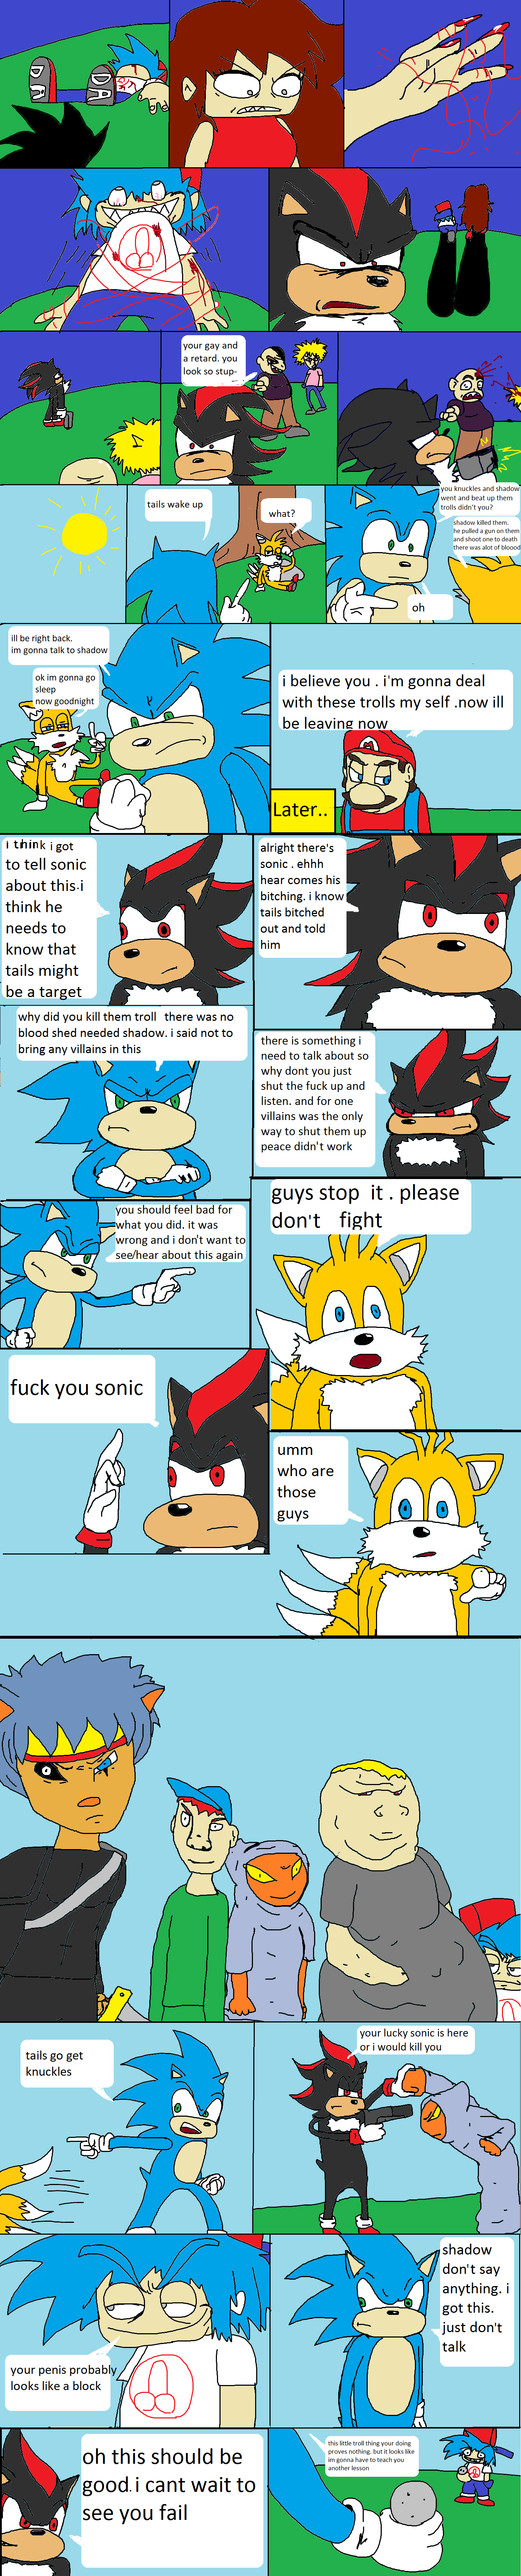 your gay and
a retard. you
look so stup-
tails wake up
what?
you knuckles and shadow
went and beat up them
trolls didn't you?
shadow killed them.
he pulled a gun on them
and shoot one to death
there was alot of bloood
oh
ill be right back.
im gonna talk to shadow
ok im gonna go
sleep
now goodnight
i believe you . i'm gonna deal
with these trolls my self .now ill
be leaving now
Later..
i think i got
to tell sonic
about this.i
think he
needs to
know that
tails might
be a target
alright there's
sonic . ehhh
hear comes his
bitching. i know
tails bitched
out and told
him
why did you kill them troll there was no
blood shed needed shadow. i said not to
bring any villains in this
there is something i
need to talk about so
why dont you just
shut the fuck up and
listen. and for one
villains was the only
way to shut them up
peace didn't work
you should feel bad for
what you did. it was
wrong and i don't want to
see/hear about this again
guys stop it . please
don't fight
fuck you sonic
umm
who are
those
guys
tails go get
knuckles
your lucky sonic is here
or i would kill you
your penis probably
looks like a block
shadow
don't say
anything. i
got this.
just don't
talk
oh this should be
good.i cant wait to
see you fail
this little troll thing your doing
proves nothing. but it looks like
im gonna have to teach you
another lesson